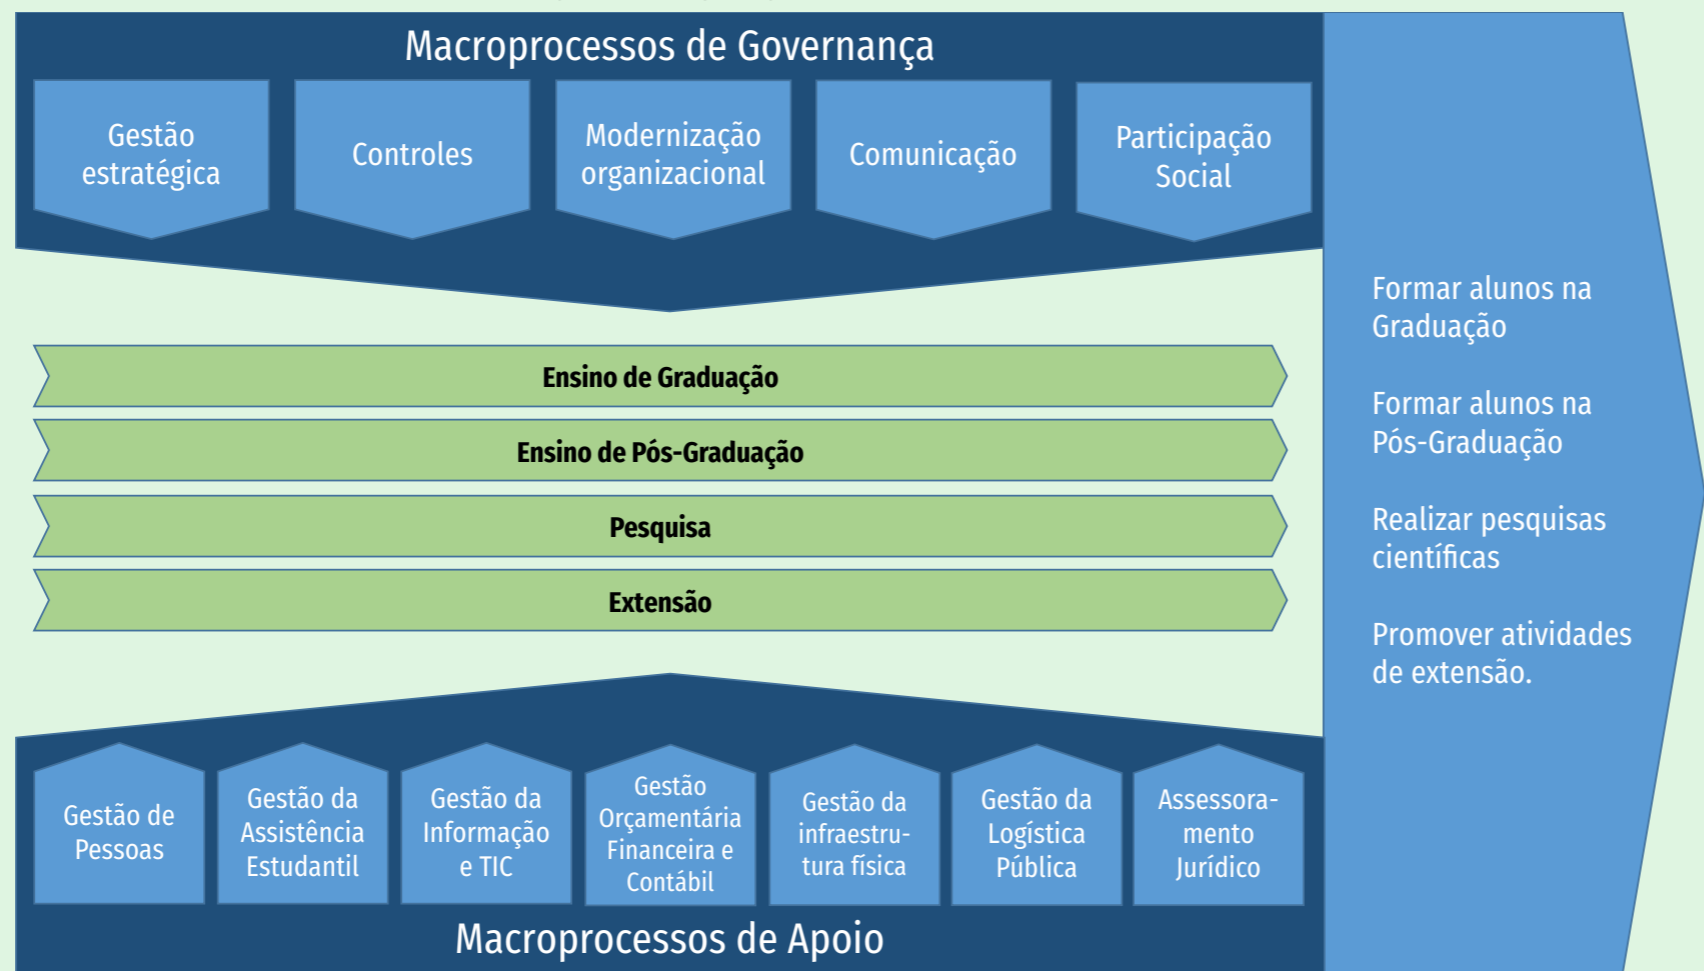 Macroprocessos de Governança
Gestão
estratégica
Controles
Modernização
organizacional
Comunicação
Participação
Social
Ensino de Graduação
Ensino de Pós-Graduação
Pesquisa
Extensão
Formar alunos na
Graduação
Formar alunos na
Pós-Graduação
Realizar pesquisas
científicas
Promover atividades
de extensão.
Gestão de
Pessoas
Gestão da
Assistência
Estudantil
Gestão da
Informação
e TIC
Gestão
Orçamentária
Financeira e
Contábil
Gestão da
infraestru-
tura física
Gestão da
Logística
Pública
Assessora-
mento
Jurídico
Macroprocessos de Apoio